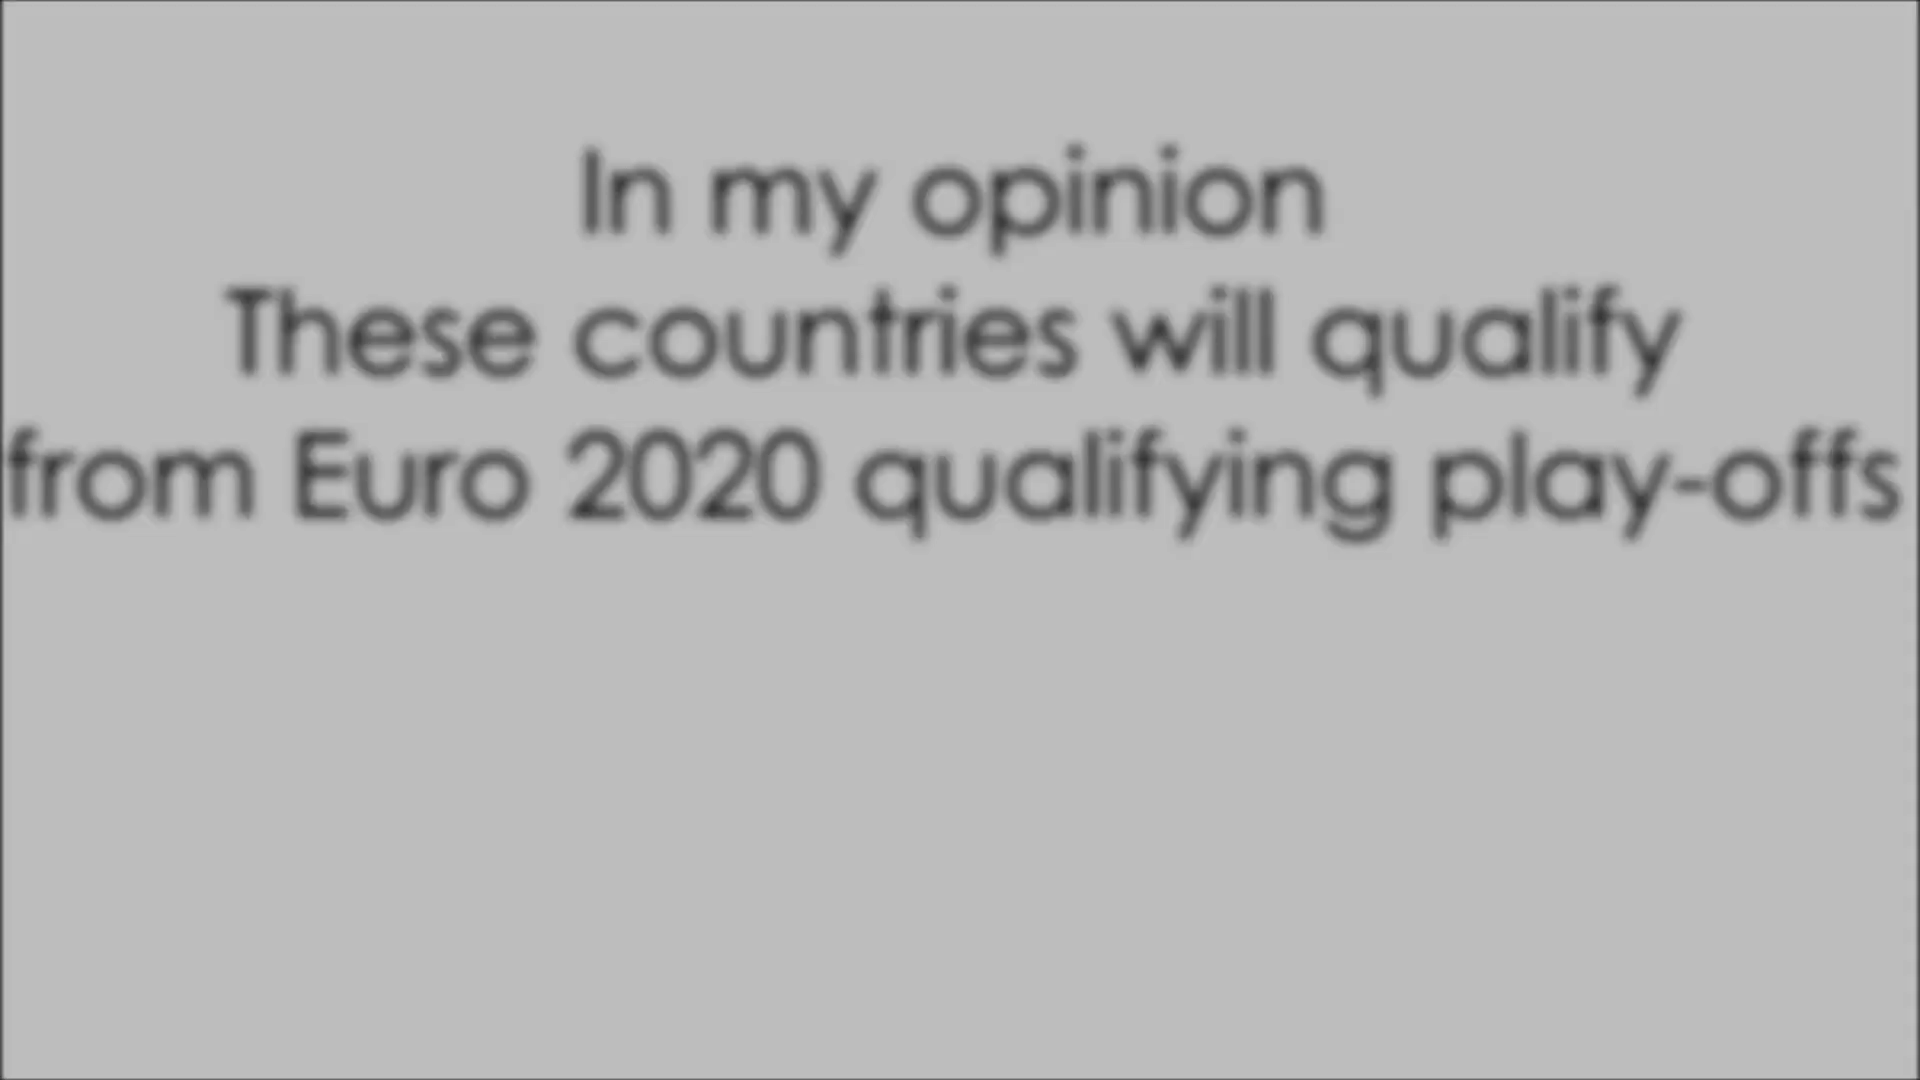 In my opinion
These countries will qualify
from Euro 2020 qualifying play-offs